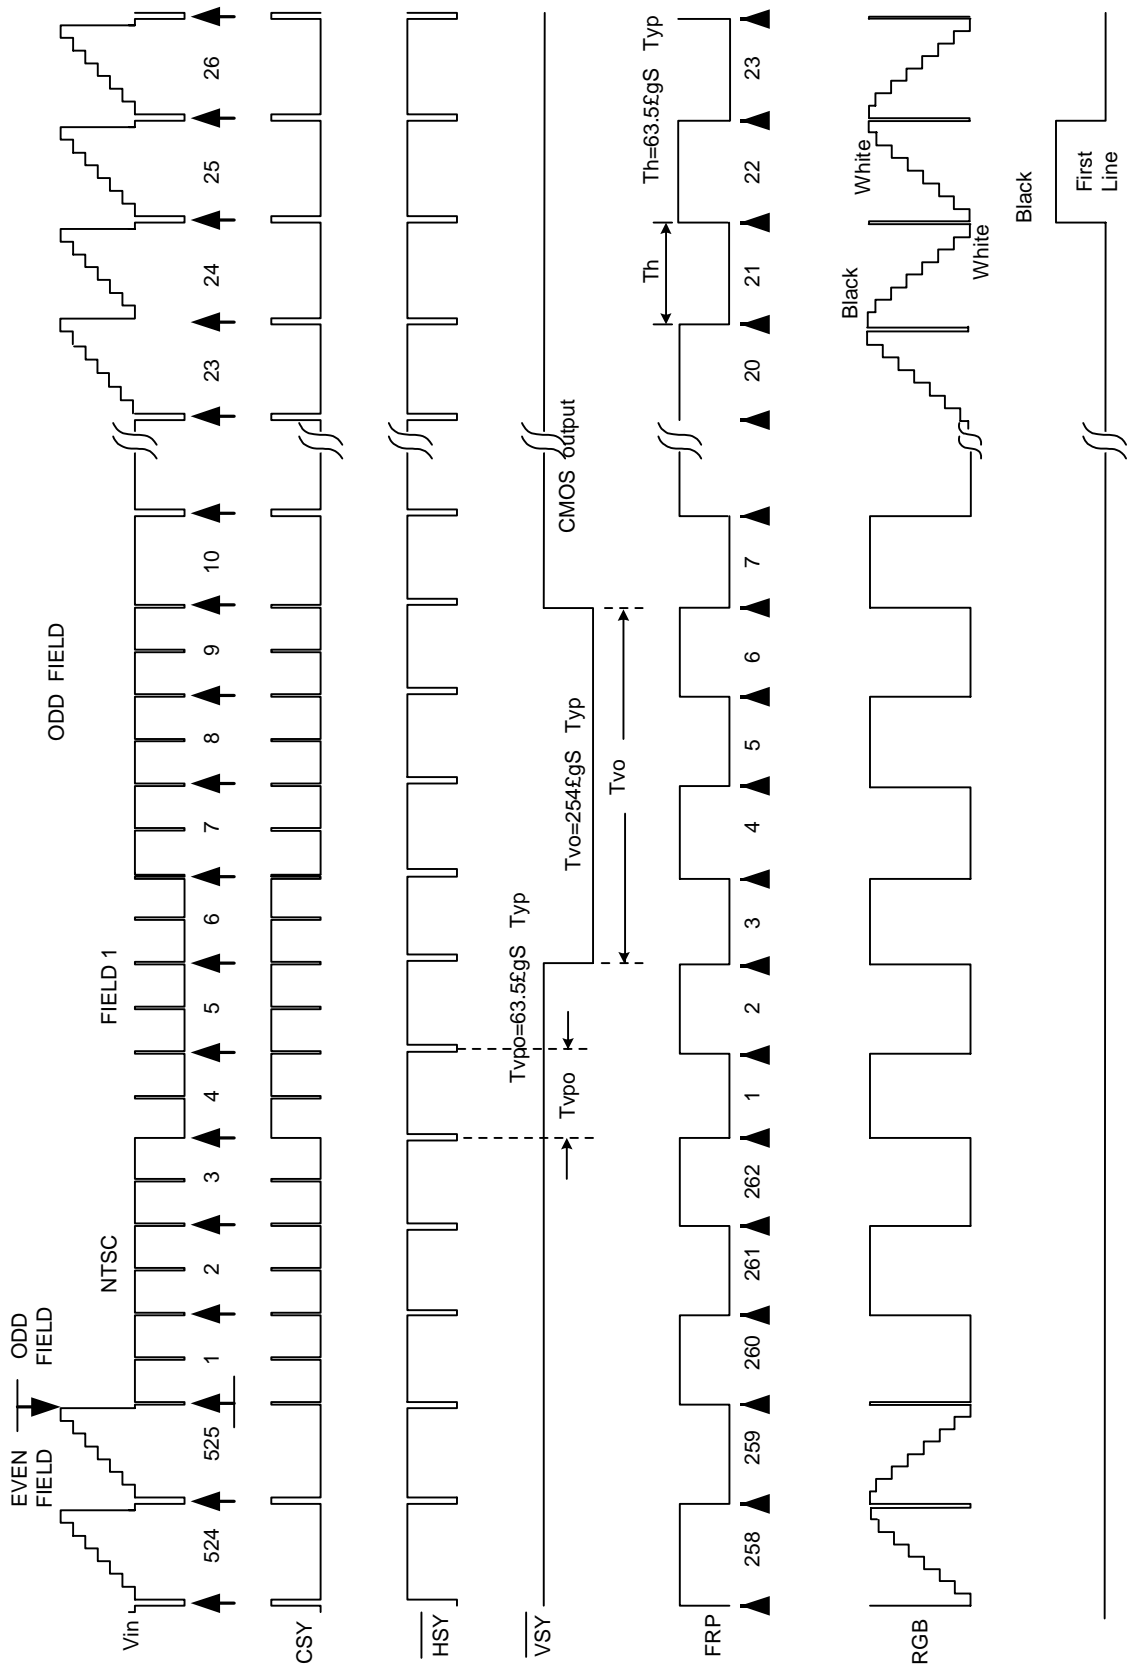 EVEN FIELD
ODD FIELD
NTSC
FIELD 1
ODD FIELD
Vin
524
525
1
2
3
4
5
6
7
8
9
10
23
24
25
26
CSY
HSY
VSY
Tvpo=63.5£gS Typ
Tvpo
Tvo=254£gS Typ
Tvo
CMOS output
Th
Th=63.5£gS Typ
FRP
258
259
260
261
262
1
2
3
4
5
6
7
20
21
22
23
RGB
Black
White
White
Black
First
Line